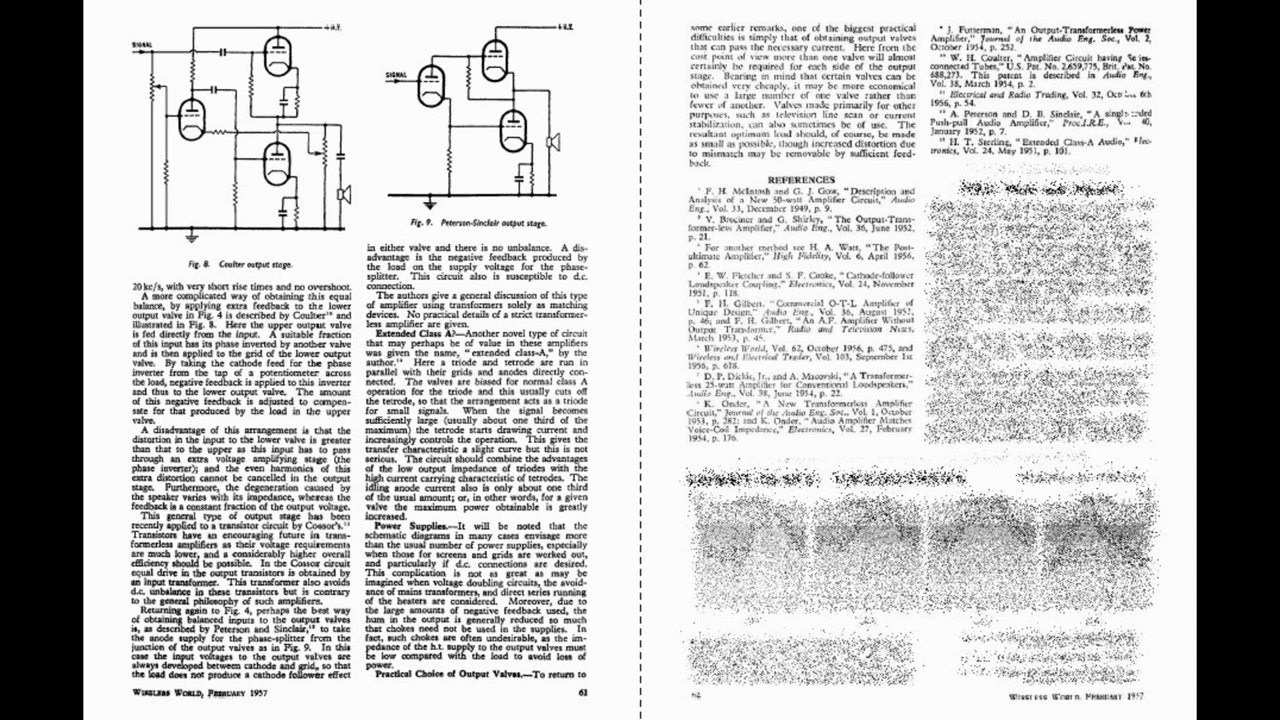 +H.T.
SIGNAL
Fig. 8. Coulter output stage.
20 kc/s, with very short rise times and no overshoot.
A more complicated way of obtaining this equal
balance, by applying extra feedback to the lower
output valve in Fig. 4 is described by Coulter¹⁰ and
illustrated in Fig. 8. Here the upper output valve
is fed directly from the input. A suitable fraction
of this input has its phase inverted by another valve
and is then applied to the grid of the lower output
valve. By taking the cathode feed for the phase
inverter from the tap of a potentiometer across
the load, negative feedback is applied to this inverter
and thus to the lower output valve. The amount
of this negative feedback is adjusted to compen-
sate for that produced by the load in the upper
valve.
A disadvantage of this arrangement is that the
distortion in the input to the lower valve is greater
than that to the upper as this input has to pass
through an extra voltage amplifying stage (the
phase inverter); and the even harmonics of this
extra distortion cannot be cancelled in the output
stage. Furthermore, the degeneration caused by
the speaker varies with its impedance, whereas the
feedback is a constant fraction of the output voltage.
This general type of output stage has been
recently applied to a transistor circuit by Cossor's.¹¹
Transistors have an encouraging future in trans-
formerless amplifiers as their voltage requirements
are much lower, and a considerably higher overall
efficiency should be possible. In the Cossor circuit
equal drive in the output transistors is obtained by
an input transformer. This transformer also avoids
d.c. unbalance in these transistors but is contrary
to the general philosophy of such amplifiers.
Returning again to Fig. 4, perhaps the best way
of obtaining balanced inputs to the output valves
is, as described by Peterson and Sinclair,¹² to take
the anode supply for the phase-splitter from the
junction of the output valves as in Fig. 9. In this
case the input voltages to the output valves are
always developed between cathode and grid, so that
the load does not produce a cathode follower effect
+H.T.
SIGNAL
Fig. 9. Peterson-Sinclair output stage.
in either valve and there is no unbalance. A dis-
advantage is the negative feedback produced by
the load on the supply voltage for the phase-
splitter. This circuit also is susceptible to d.c.
connection.
The authors give a general discussion of this type
of amplifier using transformers solely as matching
devices. No practical details of a strict transformer-
less amplifier are given.
Extended Class A?—Another novel type of circuit
that may perhaps be of value in these amplifiers
was given the name, "extended class-A," by the
author.¹³ Here a triode and tetrode are run in
parallel with their grids and anodes directly con-
nected. The valves are biased for normal class A
operation for the triode and this usually cuts off
the tetrode, so that the arrangement acts as a triode
for small signals. When the signal becomes
sufficiently large (usually about one third of the
maximum) the tetrode starts drawing current and
increasingly controls the operation. This gives the
transfer characteristic a slight curve but this is not
serious. The circuit should combine the advantages
of the low output impedance of triodes with the
high current carrying characteristic of tetrodes. The
idling anode current also is only about one third
of the usual amount; or, in other words, for a given
valve the maximum power obtainable is greatly
increased.
Power Supplies.—It will be noted that the
schematic diagrams in many cases envisage more
than the usual number of power supplies, especially
when those for screens and grids are worked out,
and particularly if d.c. connections are desired.
This complication is not as great as may be
imagined when voltage doubling circuits, the avoid-
ance of mains transformers, and direct series running
of the heaters are considered. Moreover, due to
the large amounts of negative feedback used, the
hum in the output is generally reduced so much
that chokes need not be used in the supplies. In
fact, such chokes are often undesirable, as the im-
pedance of the h.t. supply to the output valves must
be low compared with the load to avoid loss of
power.
Practical Choice of Output Valves.—To return to
WIRELESS WORLD, FEBRUARY 1957
61
some earlier remarks, one of the biggest practical
difficulties is simply that of obtaining output valves
that can pass the necessary current. Here from the
cost point of view more than one valve will almost
certainly be required for each side of the output
stage. Bearing in mind that certain valves can be
obtained very cheaply, it may be more economical
to use a large number of one valve rather than
fewer of another. Valves made primarily for other
purposes, such as television line scan or current
stabilization, can also sometimes be of use. The
resultant optimum load should, of course, be made
as small as possible, though increased distortion due
to mismatch may be removable by sufficient feed-
back.
REFERENCES
¹ F. H. McIntosh and G. J. Gow, "Description and
Analysis of a New 50-watt Amplifier Circuit," Audio
Eng., Vol. 33, December 1949, p. 9.
² V. Brociner and G. Shirley, "The Output-Trans-
former-less Amplifier," Audio Eng., Vol. 36, June 1952,
p. 21.
³ For another method see H. A. Watt, "The Post-
ultimate Amplifier," High Fidelity, Vol. 6, April 1956,
p. 62.
⁴ E. W. Fletcher and S. F. Cooke, "Cathode-follower
Loudspeaker Coupling," Electronics, Vol. 24, November
1951, p. 118.
⁵ F. H. Gilbert, "Commercial O-T-L Amplifier of
Unique Design," Audio Eng., Vol. 36, August 1952,
p. 46; and F. H. Gilbert, "An A.F. Amplifier Without
Output Transformer," Radio and Television News,
March 1953, p. 45.
⁶ Wireless World, Vol. 62, October 1956, p. 475, and
Wireless and Electrical Trader, Vol. 103, September 1st
1956, p. 618.
⁷ D. P. Dickie, Jr., and A. Macovski, "A Transformer-
less 25-watt Amplifier for Conventional Loudspeakers,"
Audio Eng., Vol. 38, June 1954, p. 22.
⁸ K. Onder, "A New Transformerless Amplifier
Circuit," Journal of the Audio Eng. Soc., Vol. 1, October
1953, p. 282; and K. Onder, "Audio Amplifier Matches
Voice-Coil Impedance," Electronics, Vol. 27, February
1954, p. 176.
⁹ J. Futterman, "An Output-Transformerless Power
Amplifier," Journal of the Audio Eng. Soc., Vol. 2,
October 1954, p. 252.
¹⁰ W. H. Coulter, "Amplifier Circuit having Series-
connected Tubes," U.S. Pat. No. 2,659,775, Brit. Pat. No.
688,273. This patent is described in Audio Eng.,
Vol. 38, March 1954, p. 2.
¹¹ Electrical and Radio Trading, Vol. 32, 6th
1956, p. 54.
¹² A. Peterson and D. B. Sinclair, "A single-ended
Push-pull Audio Amplifier," Proc.I.R.E., 40,
January 1952, p. 7.
¹³ H. T. Sterling, "Extended Class-A Audio," Elec-
tronics, Vol. 24, May 1951, p. 101.
62
WIRELESS WORLD, FEBRUARY 1957